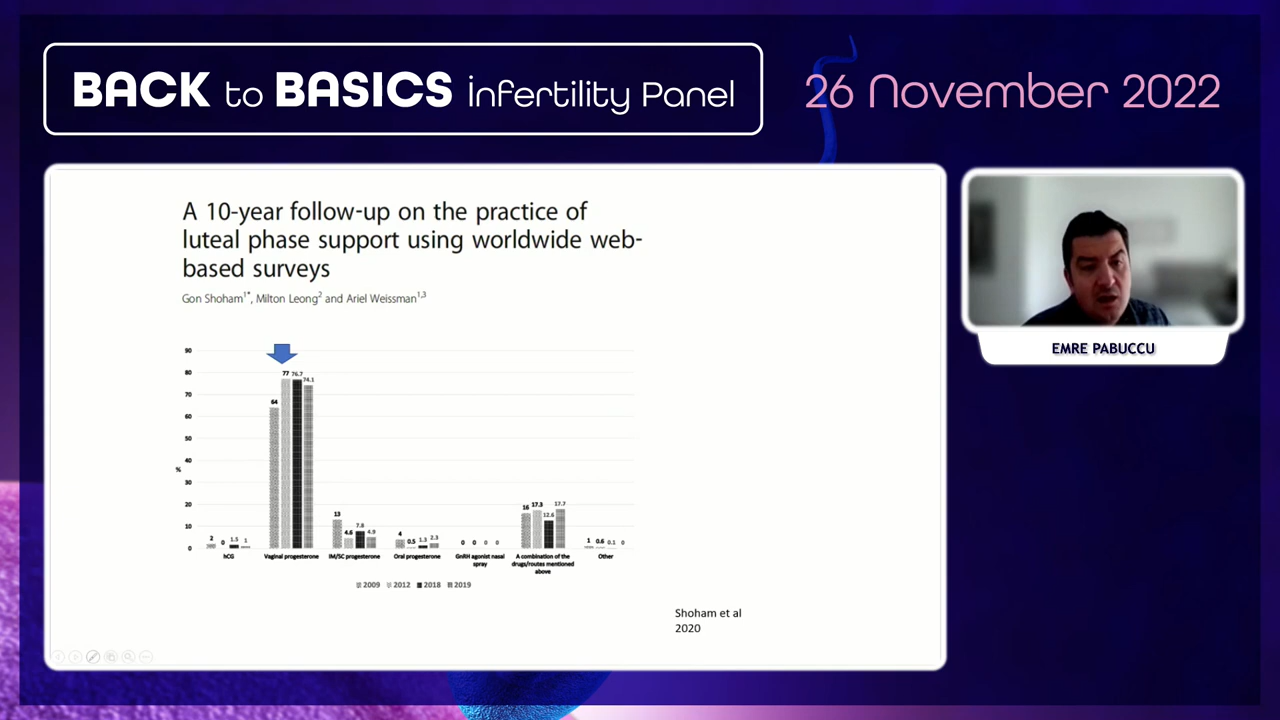 BACK to BASICS infertility Panel
26 November 2022
A 10-year follow-up on the practice of
luteal phase support using worldwide web-
based surveys
Gon Shoham1*, Milton Leong2 and Ariel Weissman1,3
EMRE PABUCCU
90
80
70
60
50
40
30
20
10
0
%
2 0 1.5 1
64 77 76.7 74.1
13 4.6 7.8 4.9
4 0.5 1.3 2.3
0 0 0 0
16 17.3 12.6 17.7
1 0.6 0.1 0
hCG
Vaginal progesterone
IM/SC progesterone
Oral progesterone
GnRH agonist nasal
spray
A combination of the
drugs/routes mentioned
above
Other
2009 2012 2018 2019
Shoham et al
2020